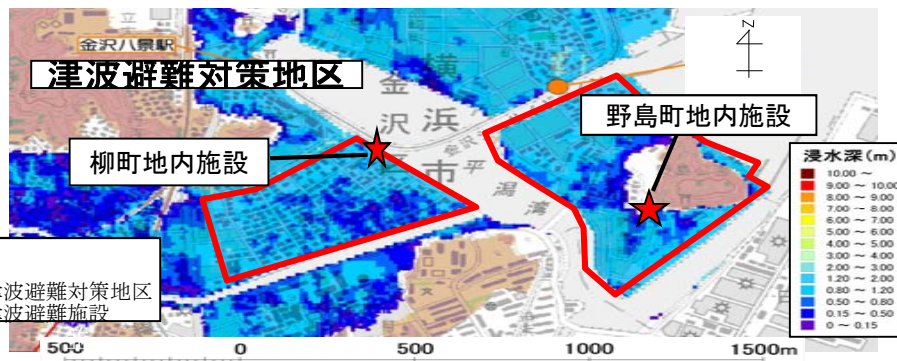 金沢八景駅
津波避難対策地区
N
横
金
浜
沢
市
平潟湾
野島町地内施設
柳町地内施設
浸水深(m)
10.00 ～
9.00 ～ 10.00
8.00 ～ 9.00
7.00 ～ 8.00
6.00 ～ 7.00
5.00 ～ 6.00
4.00 ～ 5.00
3.00 ～ 4.00
2.00 ～ 3.00
1.20 ～ 2.00
0.80 ～ 1.20
0.50 ～ 0.80
0.15 ～ 0.50
0 ～ 0.15
波避難対策地区
波避難施設
500 0 500 1000 1500m